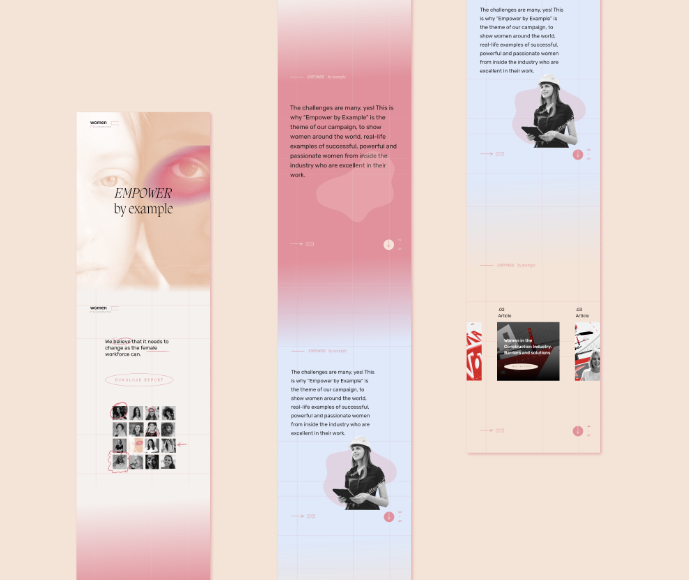 women
EMPOWER
by example
women
We believe that it needs to
change as the female
workforce can.
DOWNLOAD REPORT
EMPOWER by example
The challenges are many, yes! This is
why "Empower by Example" is the
theme of our campaign, to show
women around the world, real-life
examples of successful, powerful and
passionate women from inside the
industry who are excellent in their
work.
EMPOWER by example
The challenges are many, yes! This
is why "Empower by Example" is
the theme of our campaign, to
show women around the world,
real-life examples of successful,
powerful and passionate women
from inside the industry who are
excellent in their work.
The challenges are many, yes! This
is why "Empower by Example" is
the theme of our campaign, to
show women around the world,
real-life examples of successful,
powerful and passionate women
from inside the industry who are
excellent in their work.
EMPOWER by example
.02
Article
.03
Article
Women in the
Construction Industry:
Barriers and solutions